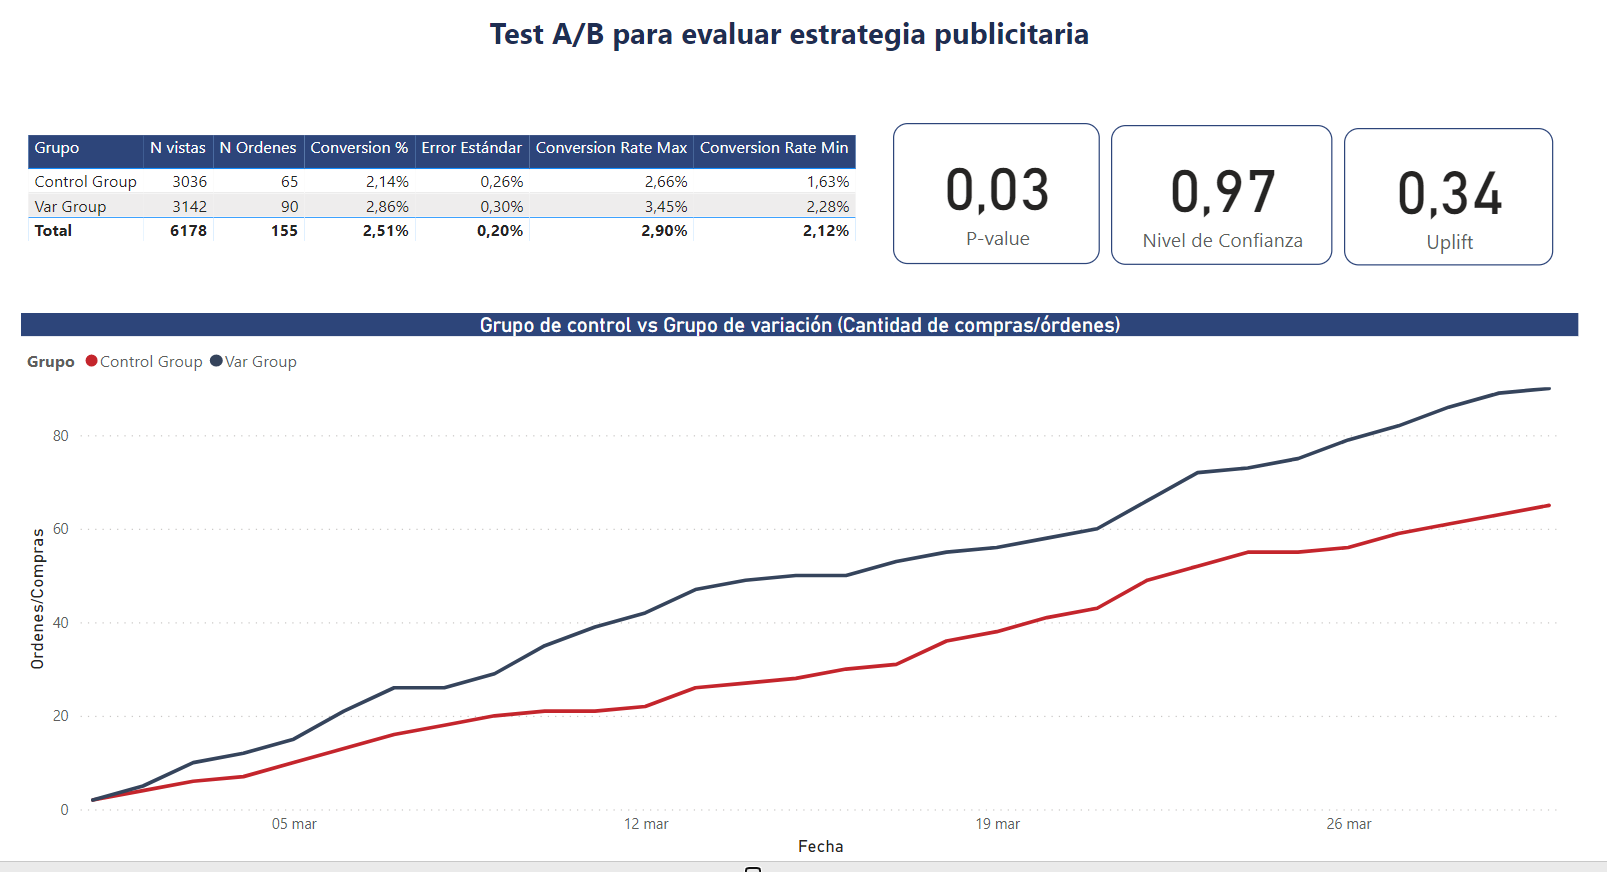 Test A/B para evaluar estrategia publicitaria
Grupo N vistas N Ordenes Conversion % Error Estándar Conversion Rate Max Conversion Rate Min
Control Group 3036 65 2,14% 0,26% 2,66% 1,63%
Var Group 3142 90 2,86% 0,30% 3,45% 2,28%
Total 6178 155 2,51% 0,20% 2,90% 2,12%
0,03
P-value
0,97
Nivel de Confianza
0,34
Uplift
Grupo de control vs Grupo de variación (Cantidad de compras/órdenes)
Grupo Control Group Var Group
Ordenes/Compras
80
60
40
20
0
05 mar 12 mar 19 mar 26 mar
Fecha